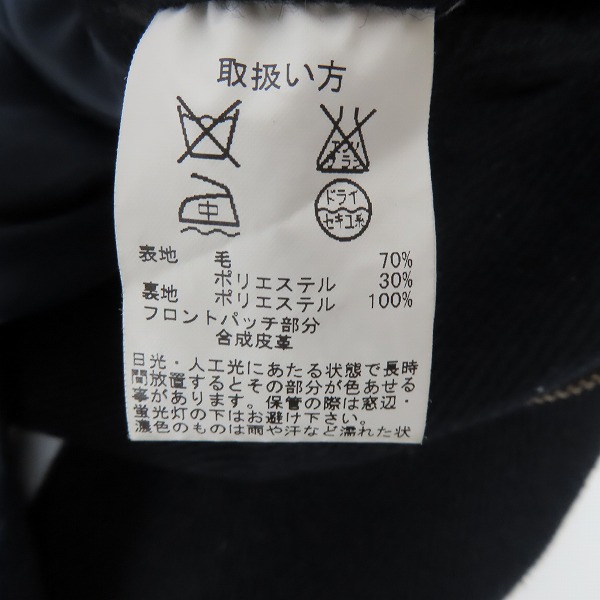 取扱い方
エンソ
サラシ
中
ドライ
セキユ系
表地 毛 70%
ポリエステル 30%
裏地 ポリエステル 100%
フロントパッチ部分
合成皮革
日光・人工光にあたる状態で長時
間放置するとその部分が色あせる
事があります。保管の際は窓辺・
蛍光灯の下はお避け下さい。
濃色のものは雨や汗など濡れた状